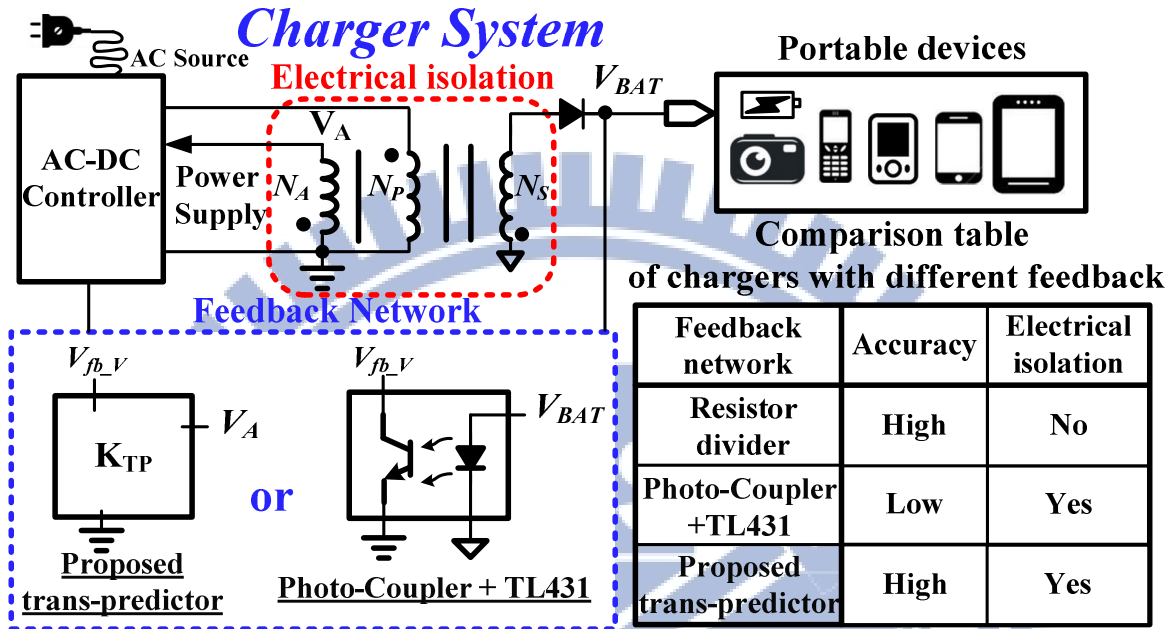 Charger System
AC Source
Electrical isolation
V_BAT
Portable devices
AC-DC
Controller
Power
Supply
V_A
N_A
N_P
N_S
Feedback Network
V_fb_V
K_TP
V_A
Proposed
trans-predictor
or
V_fb_V
V_BAT
Photo-Coupler + TL431
Comparison table
of chargers with different feedback
Feedback network | Accuracy | Electrical isolation
Resistor divider | High | No
Photo-Coupler +TL431 | Low | Yes
Proposed trans-predictor | High | Yes